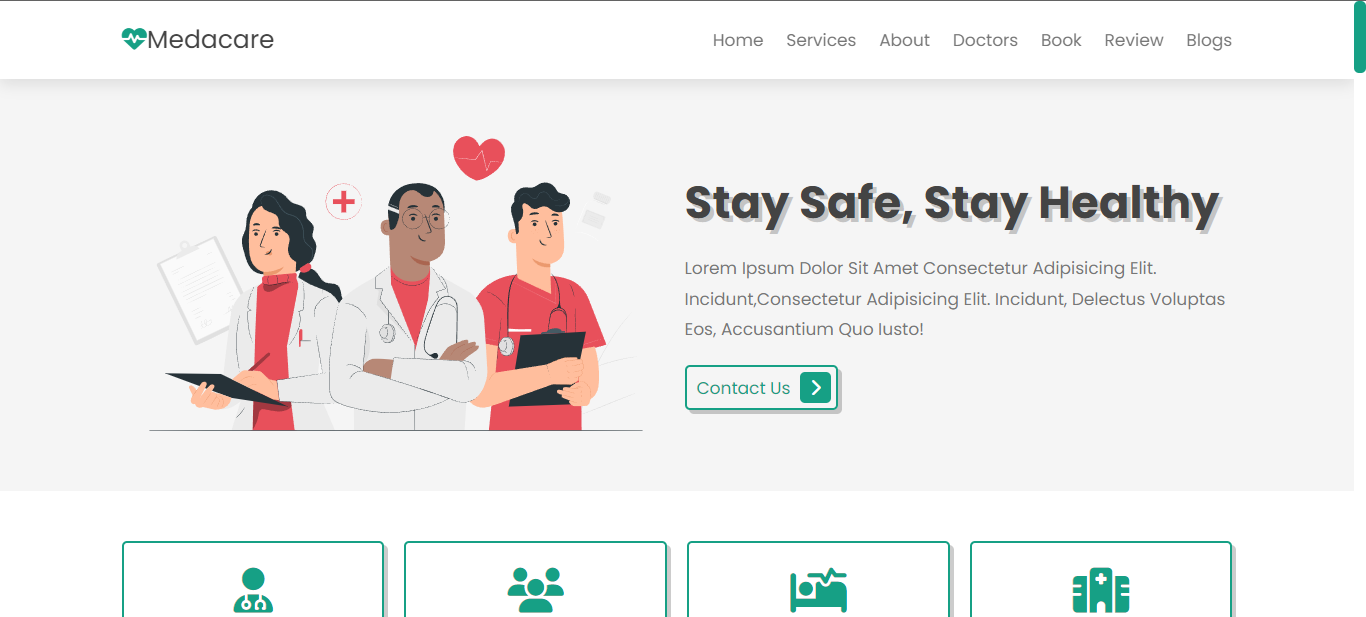 Medacare
Home Services About Doctors Book Review Blogs
Stay Safe, Stay Healthy
Lorem Ipsum Dolor Sit Amet Consectetur Adipisicing Elit.
Incidunt,Consectetur Adipisicing Elit. Incidunt, Delectus Voluptas
Eos, Accusantium Quo Iusto!
Contact Us